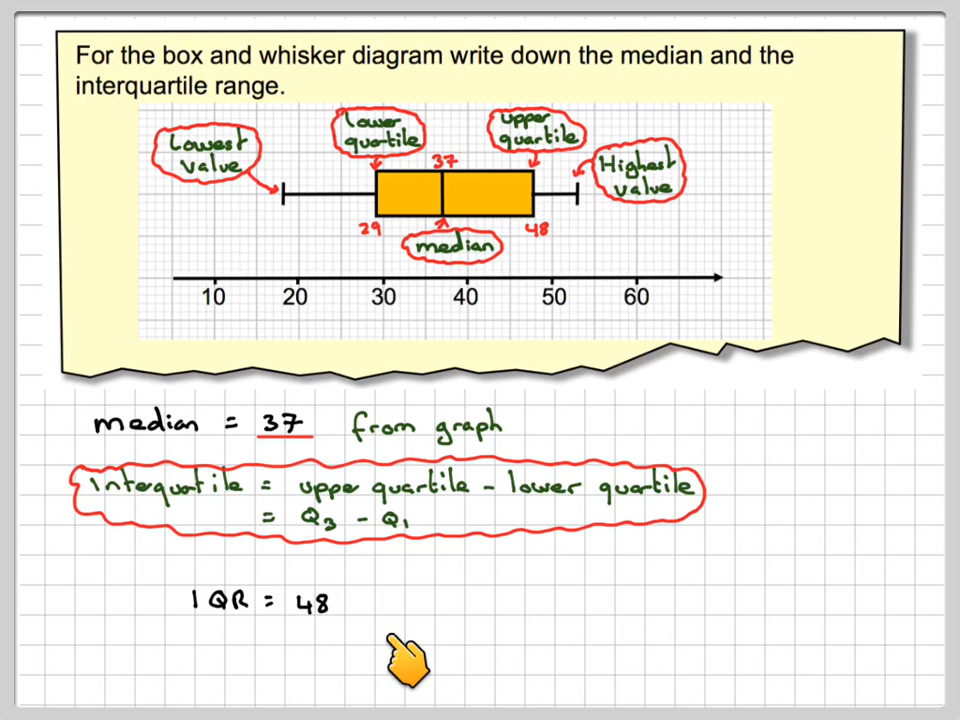 For the box and whisker diagram write down the median and the
interquartile range.
Lowest
value
lower
quartile
37
upper
quartile
Highest
value
29
median
48
10 20 30 40 50 60
median = 37 from graph
Interquartile = upper quartile - lower quartile
= Q3 - Q1
IQR = 48